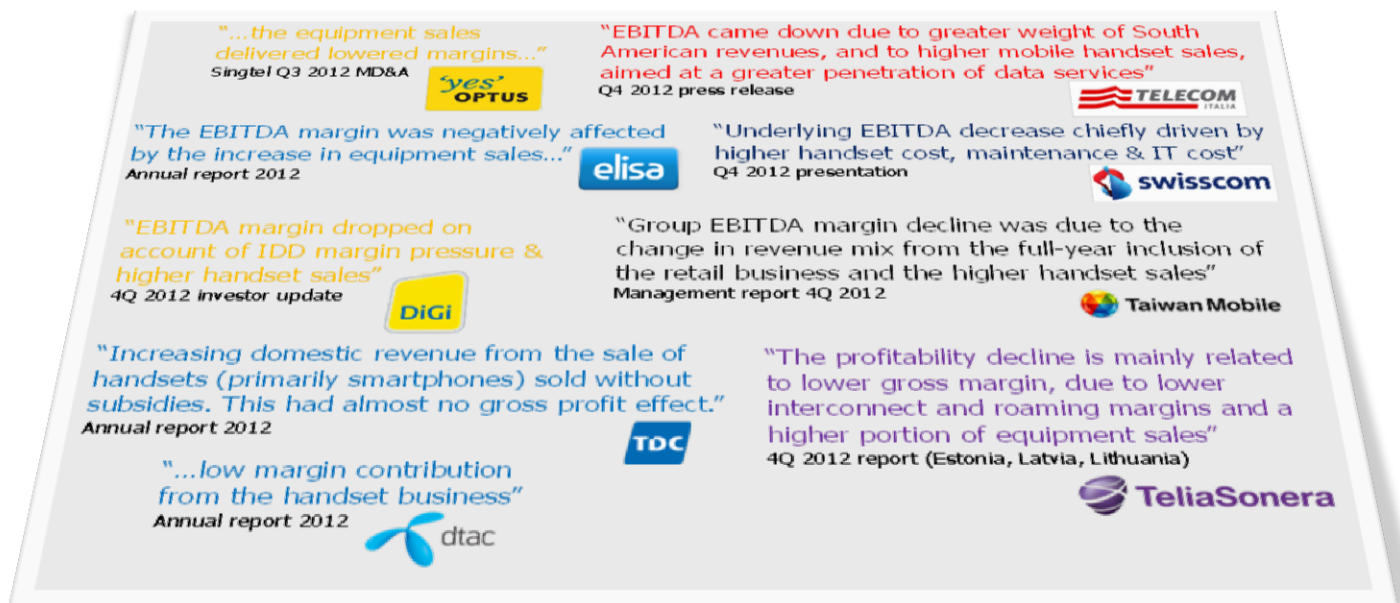 “...the equipment sales
delivered lowered margins...”
Singtel Q3 2012 MD&A
‘yes’
OPTUS
“EBITDA came down due to greater weight of South
American revenues, and to higher mobile handset sales,
aimed at a greater penetration of data services”
Q4 2012 press release
TELECOM
ITALIA
“The EBITDA margin was negatively affected
by the increase in equipment sales...”
Annual report 2012
elisa
“Underlying EBITDA decrease chiefly driven by
higher handset cost, maintenance & IT cost”
Q4 2012 presentation
swisscom
“EBITDA margin dropped on
account of IDD margin pressure &
higher handset sales”
4Q 2012 investor update
DiGi
“Group EBITDA margin decline was due to the
change in revenue mix from the full-year inclusion of
the retail business and the higher handset sales”
Management report 4Q 2012
Taiwan Mobile
“Increasing domestic revenue from the sale of
handsets (primarily smartphones) sold without
subsidies. This had almost no gross profit effect.”
Annual report 2012
TDC
“The profitability decline is mainly related
to lower gross margin, due to lower
interconnect and roaming margins and a
higher portion of equipment sales”
4Q 2012 report (Estonia, Latvia, Lithuania)
TeliaSonera
“...low margin contribution
from the handset business”
Annual report 2012
dtac